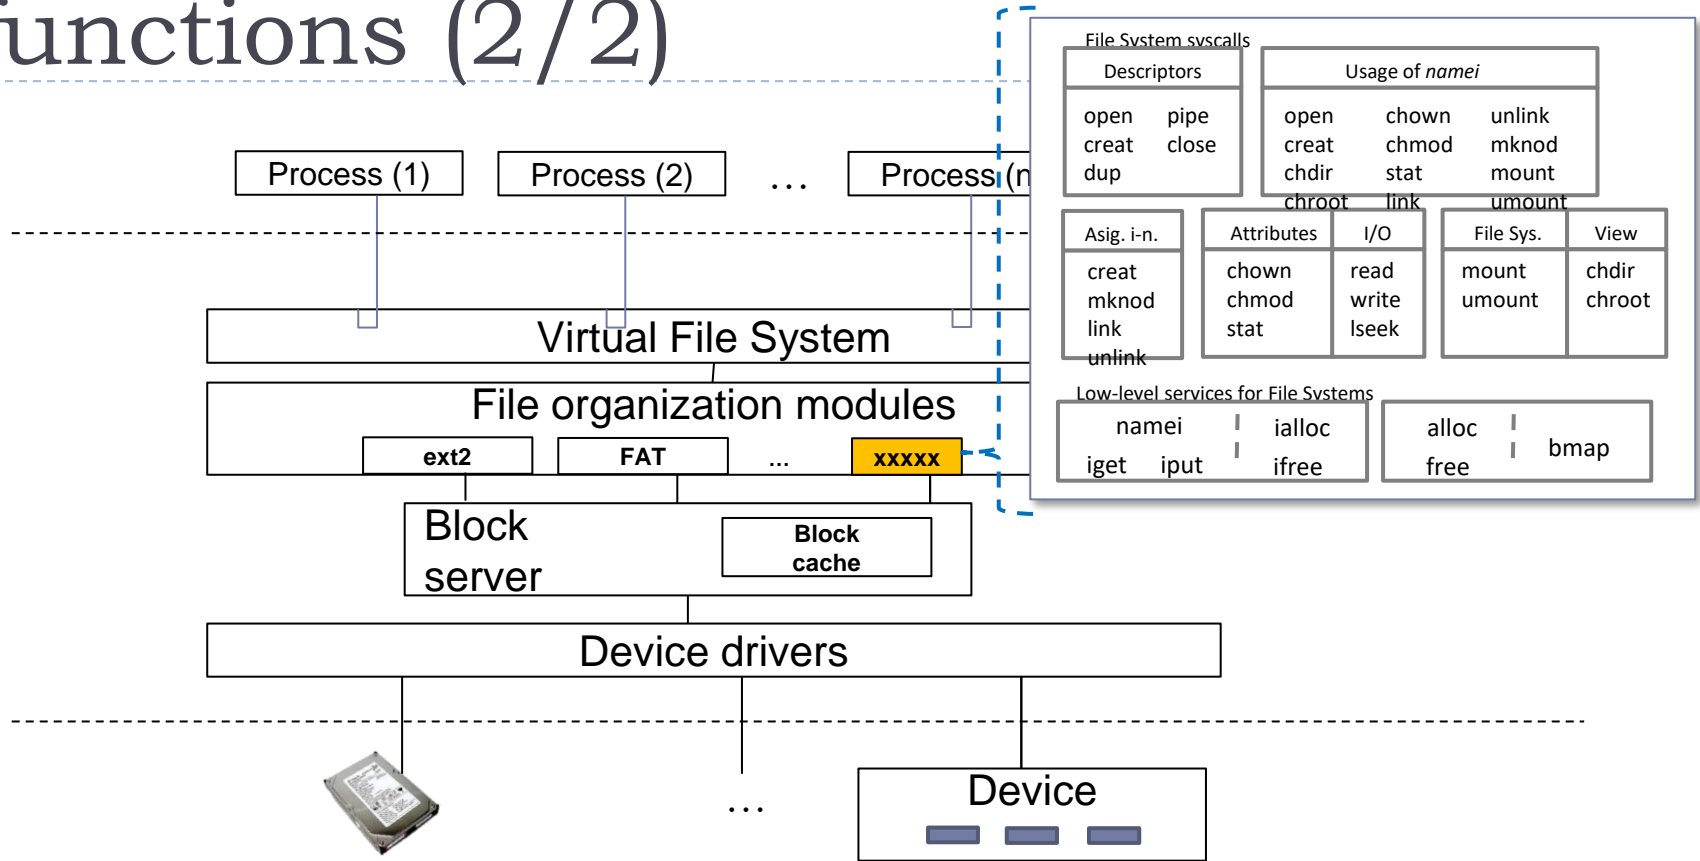 unctions (2/2)
File System syscalls
Descriptors
open pipe
creat close
dup
Usage of namei
open chown unlink
creat chmod mknod
chdir stat mount
chroot link umount
Asig. i-n.
creat
mknod
link
unlink
Attributes
chown
chmod
stat
I/O
read
write
lseek
File Sys.
mount
umount
View
chdir
chroot
Low-level services for File Systems
namei
iget iput
ialloc
ifree
alloc
free
bmap
Process (1)
Process (2)
...
Process (n
Virtual File System
File organization modules
ext2
FAT
...
xxxxx
Block
server
Block
cache
Device drivers
...
Device